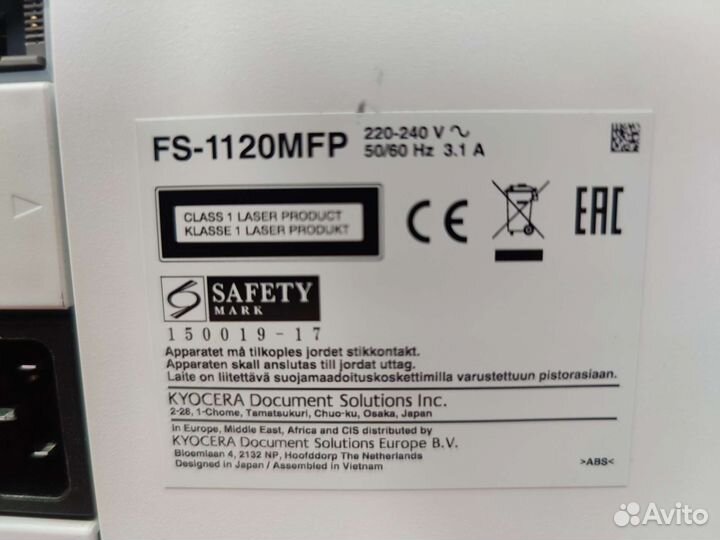 FS-1120MFP
220-240 V ~
50/60 Hz 3.1 A
CLASS 1 LASER PRODUCT
KLASSE 1 LASER PRODUKT
CE
EAC
SAFETY
MARK
150019-17
Apparatet må tilkoples jordet stikkontakt.
Apparaten skall anslutas till jordat uttag.
Laite on liitettävä suojamaadoituskoskettimilla varustettuun pistorasiaan.
KYOCERA Document Solutions Inc.
2-28, 1-Chome, Tamatsukuri, Chuo-ku, Osaka, Japan
in Europe, Middle East, Africa and CIS distributed by
KYOCERA Document Solutions Europe B.V.
Bloemlaan 4, 2132 NP, Hoofddorp The Netherlands
Designed in Japan / Assembled in Vietnam
>ABS<
Avito